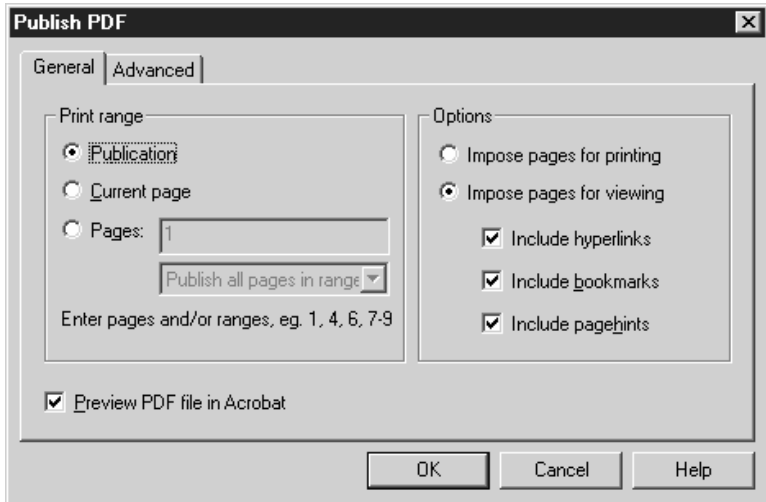 Publish PDF
General
Advanced
Print range
Publication
Current page
Pages: 1
Publish all pages in range
Enter pages and/or ranges, eg. 1, 4, 6, 7-9
Options
Impose pages for printing
Impose pages for viewing
Include hyperlinks
Include bookmarks
Include pagehints
Preview PDF file in Acrobat
OK
Cancel
Help